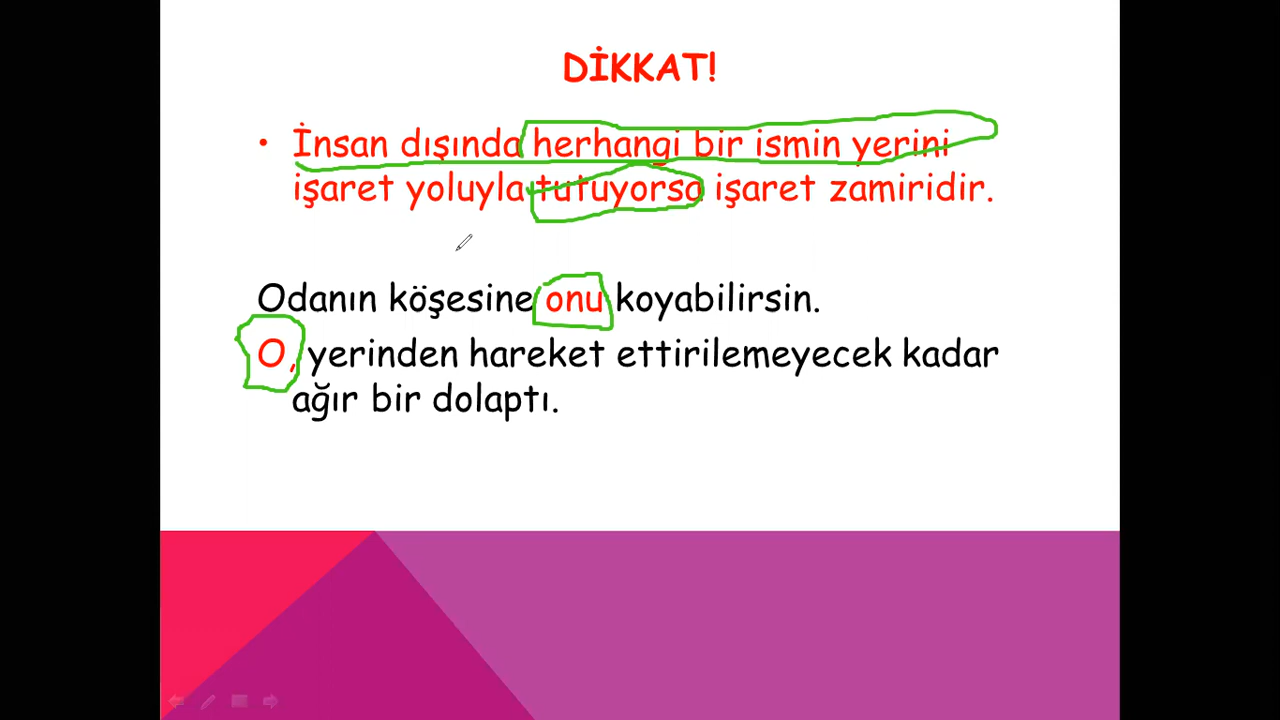 DİKKAT!
• İnsan dışında herhangi bir ismin yerini
işaret yoluyla tutuyorsa işaret zamiridir.
Odanın köşesine onu koyabilirsin.
O, yerinden hareket ettirilemeyecek kadar
ağır bir dolaptı.